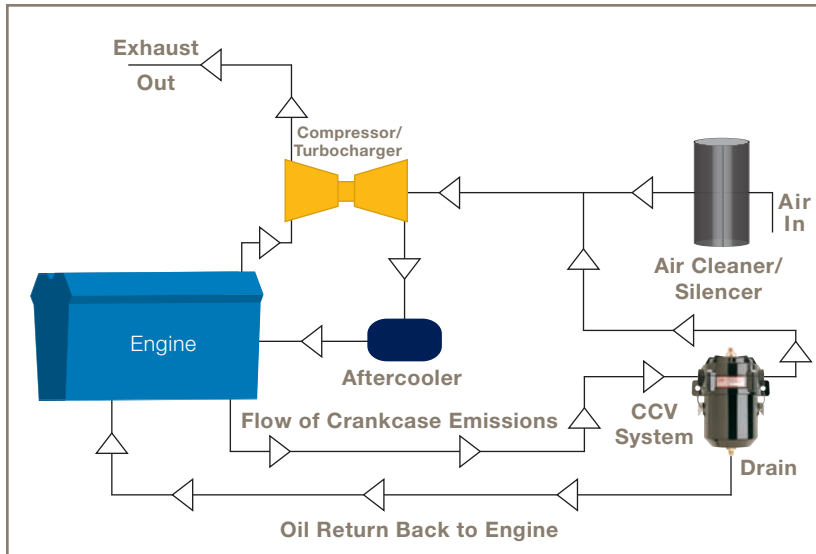 Exhaust
Out
Compressor/
Turbocharger
Air
In
Air Cleaner/
Silencer
Engine
Aftercooler
Flow of Crankcase Emissions
CCV
System
Drain
Oil Return Back to Engine